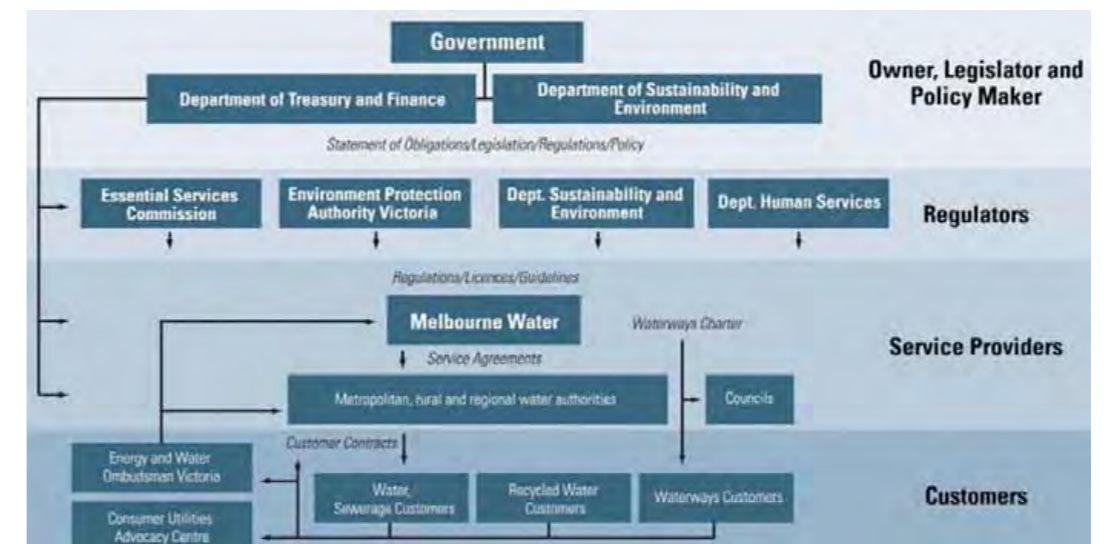 Government
Owner, Legislator and
Policy Maker
Department of Treasury and Finance
Department of Sustainability and
Environment
Statement of Obligations/Legislation/Regulations/Policy
Essential Services
Commission
Environment Protection
Authority Victoria
Dept. Sustainability and
Environment
Dept. Human Services
Regulators
Regulations/Licences/Guidelines
Melbourne Water
Waterways Charter
Service Providers
Service Agreements
Metropolitan, rural and regional water authorities
Councils
Customer Contracts
Energy and Water
Ombudsman Victoria
Water,
Sewerage Customers
Recycled Water
Customers
Waterways Customers
Customers
Consumer Utilities
Advocacy Centre